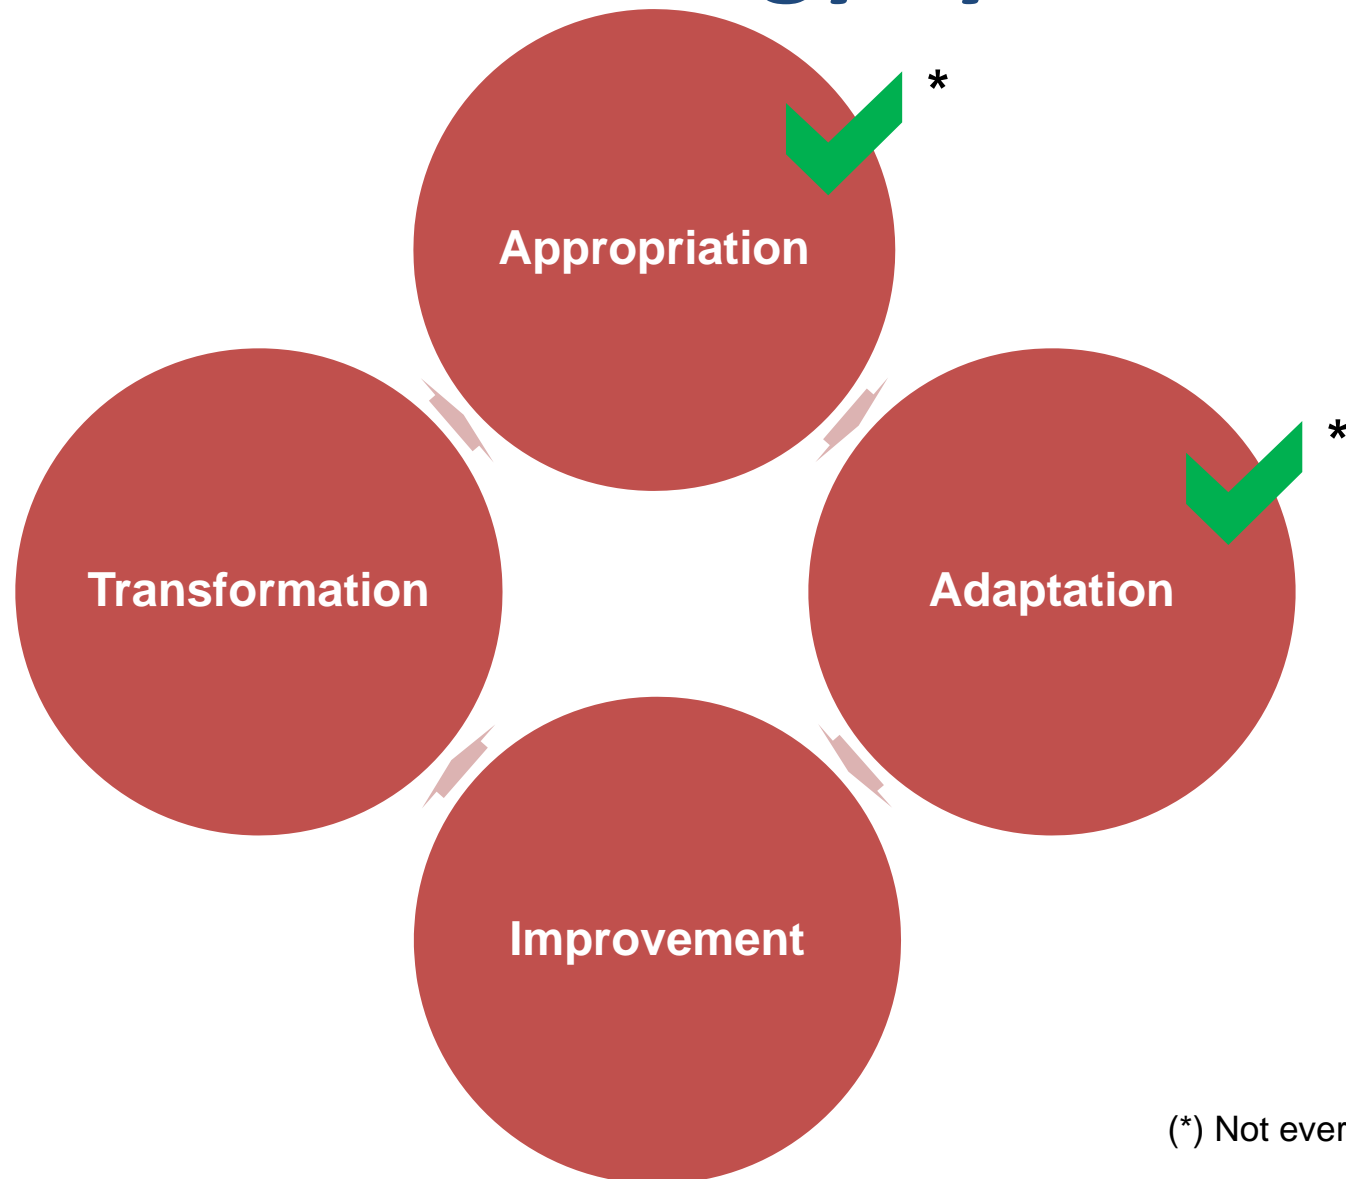 *
Appropriation
*
Transformation
Adaptation
Improvement
(*) Not ever